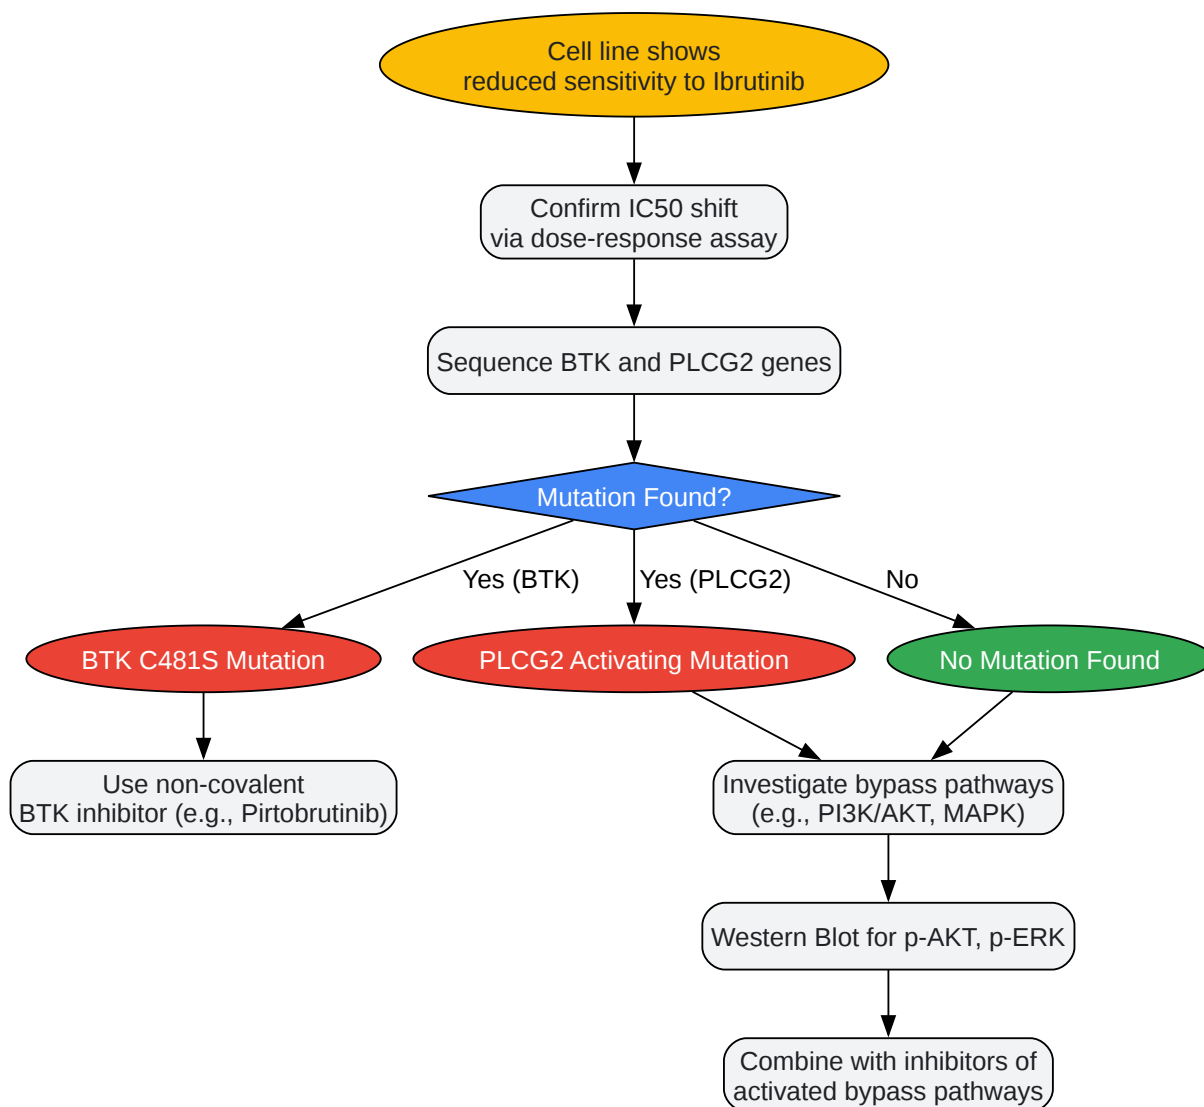 Cell line shows
reduced sensitivity to Ibrutinib
Confirm IC50 shift
via dose-response assay
Sequence BTK and PLCG2 genes
Mutation Found?
Yes (BTK)
Yes (PLCG2)
No
BTK C481S Mutation
PLCG2 Activating Mutation
No Mutation Found
Use non-covalent
BTK inhibitor (e.g., Pirtobrutinib)
Investigate bypass pathways
(e.g., PI3K/AKT, MAPK)
Western Blot for p-AKT, p-ERK
Combine with inhibitors of
activated bypass pathways